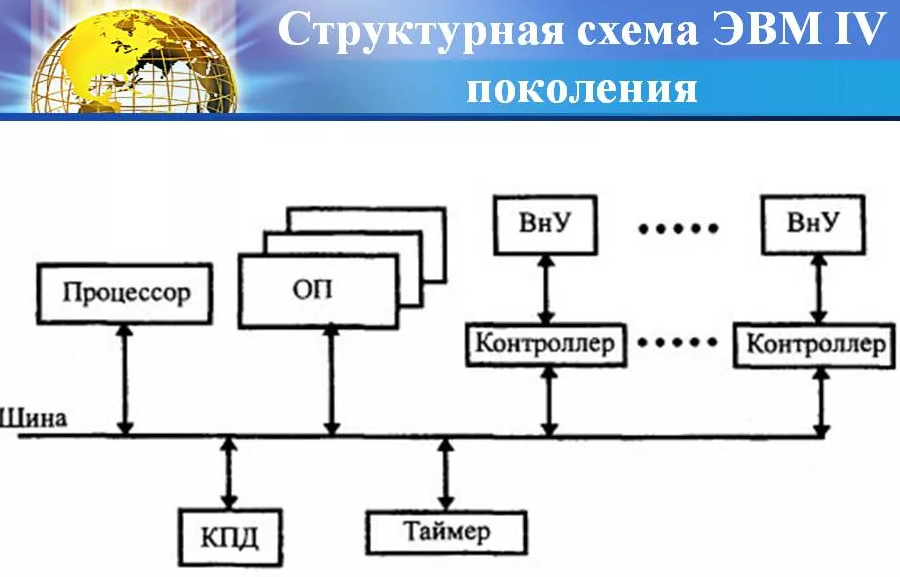 Структурная схема ЭВМ IV
поколения
ВнУ
ВнУ
Процессор
ОП
Контроллер
Контроллер
Шина
КПД
Таймер